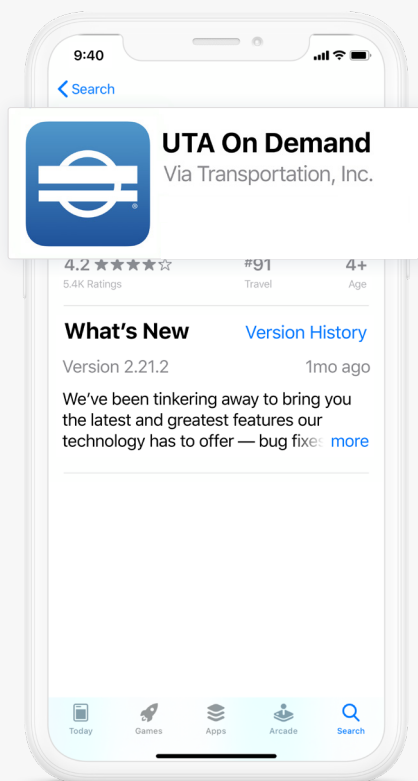 9:40
Search
UTA On Demand
Via Transportation, Inc.
®
4.2 ★★★★☆ #91 4+
5.4K Ratings Travel Age
What's New Version History
Version 2.21.2 1mo ago
We've been tinkering away to bring you
the latest and greatest features our
technology has to offer — bug fixes more
Today Games Apps Arcade Search